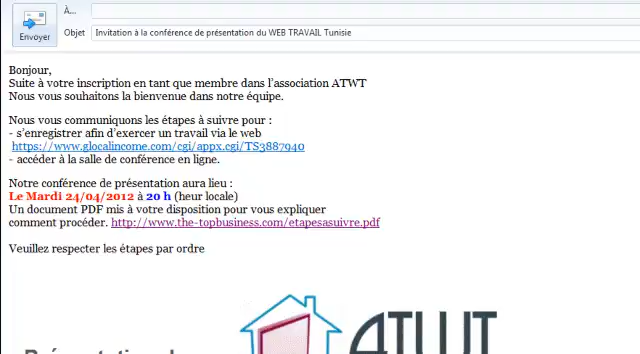 À...
Envoyer
Objet
Invitation à la conférence de présentation du WEB TRAVAIL Tunisie
Bonjour,
Suite à votre inscription en tant que membre dans l'association ATWT
Nous vous souhaitons la bienvenue dans notre équipe.
Nous vous communiquons les étapes à suivre pour :
- s'enregistrer afin d'exercer un travail via le web
https://www.glocalincome.com/cgi/appx.cgi/TS3887940
- accéder à la salle de conférence en ligne.
Notre conférence de présentation aura lieu :
Le Mardi 24/04/2012 à 20 h (heur locale)
Un document PDF mis à votre disposition pour vous expliquer
comment procéder. http://www.the-topbusiness.com/etapesasuivre.pdf
Veuillez respecter les étapes par ordre
ATWT